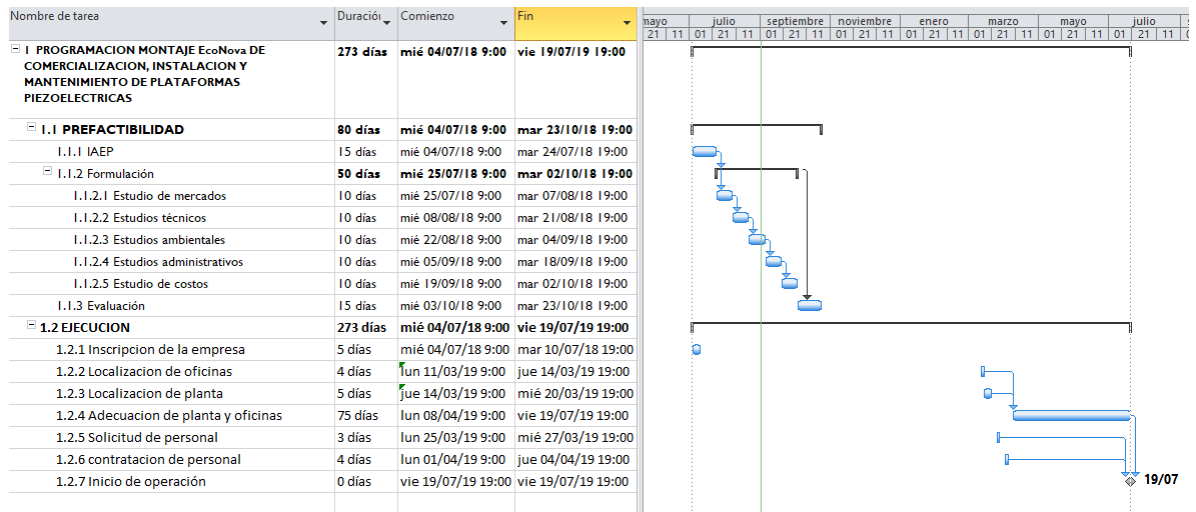 Nombre de tarea Duración Comienzo Fin
mayo julio septiembre noviembre enero marzo mayo julio
21 11 01 21 11 01 21 11 01 21 11 01 21 11 01 21 11 01 21 11 01 21 11
1 PROGRAMACION MONTAJE EcoNova DE 273 días mié 04/07/18 9:00 vie 19/07/19 19:00
COMERCIALIZACION, INSTALACION Y
MANTENIMIENTO DE PLATAFORMAS
PIEZOELECTRICAS
1.1 PREFACTIBILIDAD 80 días mié 04/07/18 9:00 mar 23/10/18 19:00
1.1.1 IAEP 15 días mié 04/07/18 9:00 mar 24/07/18 19:00
1.1.2 Formulación 50 días mié 25/07/18 9:00 mar 02/10/18 19:00
1.1.2.1 Estudio de mercados 10 días mié 25/07/18 9:00 mar 07/08/18 19:00
1.1.2.2 Estudios técnicos 10 días mié 08/08/18 9:00 mar 21/08/18 19:00
1.1.2.3 Estudios ambientales 10 días mié 22/08/18 9:00 mar 04/09/18 19:00
1.1.2.4 Estudios administrativos 10 días mié 05/09/18 9:00 mar 18/09/18 19:00
1.1.2.5 Estudio de costos 10 días mié 19/09/18 9:00 mar 02/10/18 19:00
1.1.3 Evaluación 15 días mié 03/10/18 9:00 mar 23/10/18 19:00
1.2 EJECUCION 273 días mié 04/07/18 9:00 vie 19/07/19 19:00
1.2.1 Inscripcion de la empresa 5 días mié 04/07/18 9:00 mar 10/07/18 19:00
1.2.2 Localizacion de oficinas 4 días lun 11/03/19 9:00 jue 14/03/19 19:00
1.2.3 Localizacion de planta 5 días jue 14/03/19 9:00 mié 20/03/19 19:00
1.2.4 Adecuacion de planta y oficinas 75 días lun 08/04/19 9:00 vie 19/07/19 19:00
1.2.5 Solicitud de personal 3 días lun 25/03/19 9:00 mié 27/03/19 19:00
1.2.6 contratacion de personal 4 días lun 01/04/19 9:00 jue 04/04/19 19:00
1.2.7 Inicio de operación 0 días vie 19/07/19 19:00 vie 19/07/19 19:00
19/07